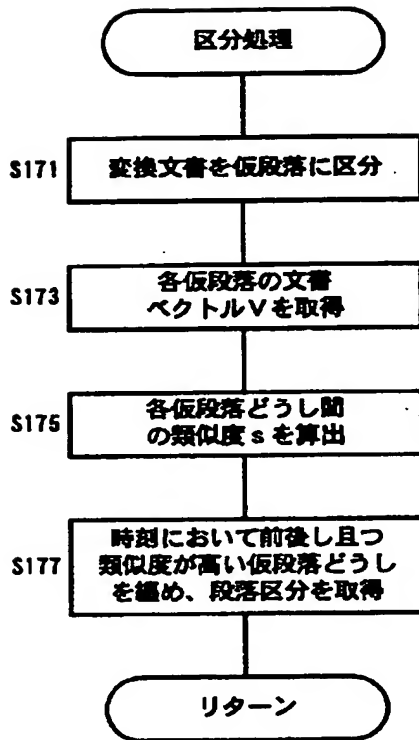 区分処理
S171
変換文書を仮段落に区分
S173
各仮段落の文書
ベクトルVを取得
S175
各仮段落どうし間
の類似度sを算出
S177
時刻において前後し且つ
類似度が高い仮段落どうし
を纏め、段落区分を取得
リターン